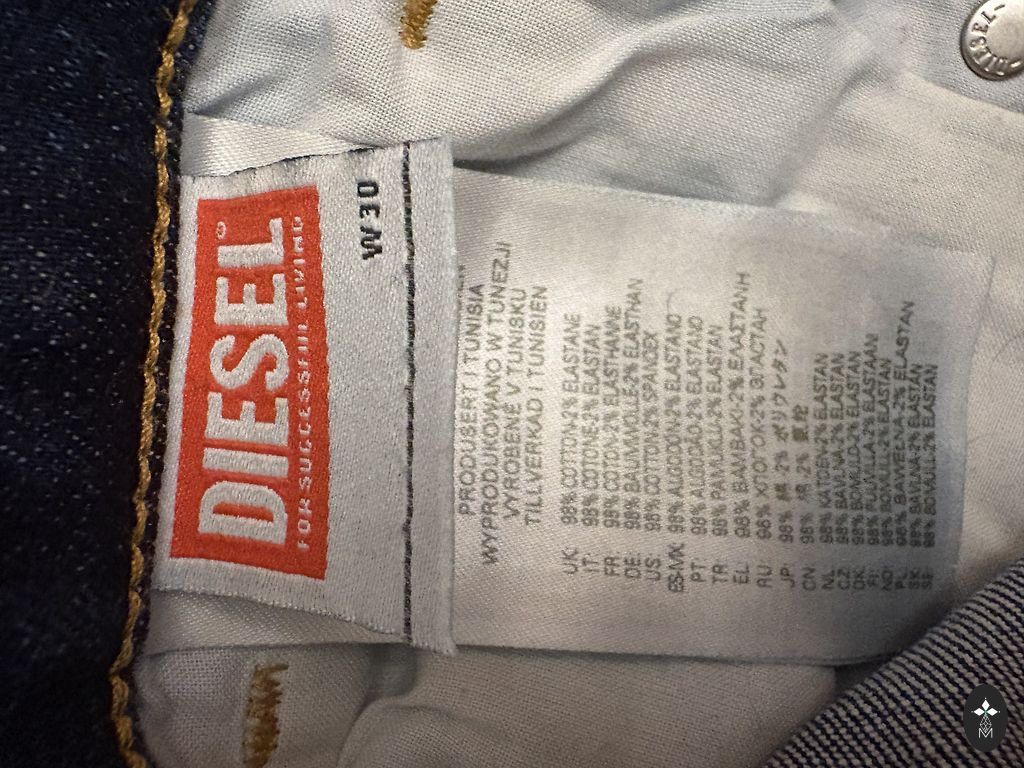 DIESEL®
FOR SUCCESSFUL LIVING
W30
PRODUSERT I TUNISIA
WYPRODUKOWANO W TUNEZJI
VYROBENÉ V TUNISKU
TILLVERKAD I TUNISIEN
UK: 98% COTTON-2% ELASTANE
IT: 98% COTONE-2% ELASTAN
FR: 98% COTON-2% ELASTHANNE
DE: 98% BAUMWOLLE-2% ELASTHAN
US: 98% COTTON-2% SPANDEX
ES-MX: 98% ALGODÓN-2% ELASTANO
PT: 98% ALGODÃO-2% ELASTANO
TR: 98% PAMUKLU-2% ELASTAN
EL: 98% ΒΑΜΒΑΚΙ-2% ΕΛΑΣΤΑΝΗ
RU: 98% ХЛОПОК-2% ЭЛАСТАН
JP: 98% 綿-2% ポリウレタン
CN: 98% 棉-2% 氨纶
NL: 98% KATOEN-2% ELASTAN
CZ: 98% BAVLNA-2% ELASTAN
DK: 98% BOMULD-2% ELASTAN
FI: 98% PUUVILLA-2% ELASTAANI
NO: 98% BOMULL-2% ELASTAN
PL: 98% BAWEŁNA-2% ELASTAN
SK: 98% BAVLNA-2% ELASTAN
SE: 98% BOMULL-2% ELASTAN
DIESEL
M